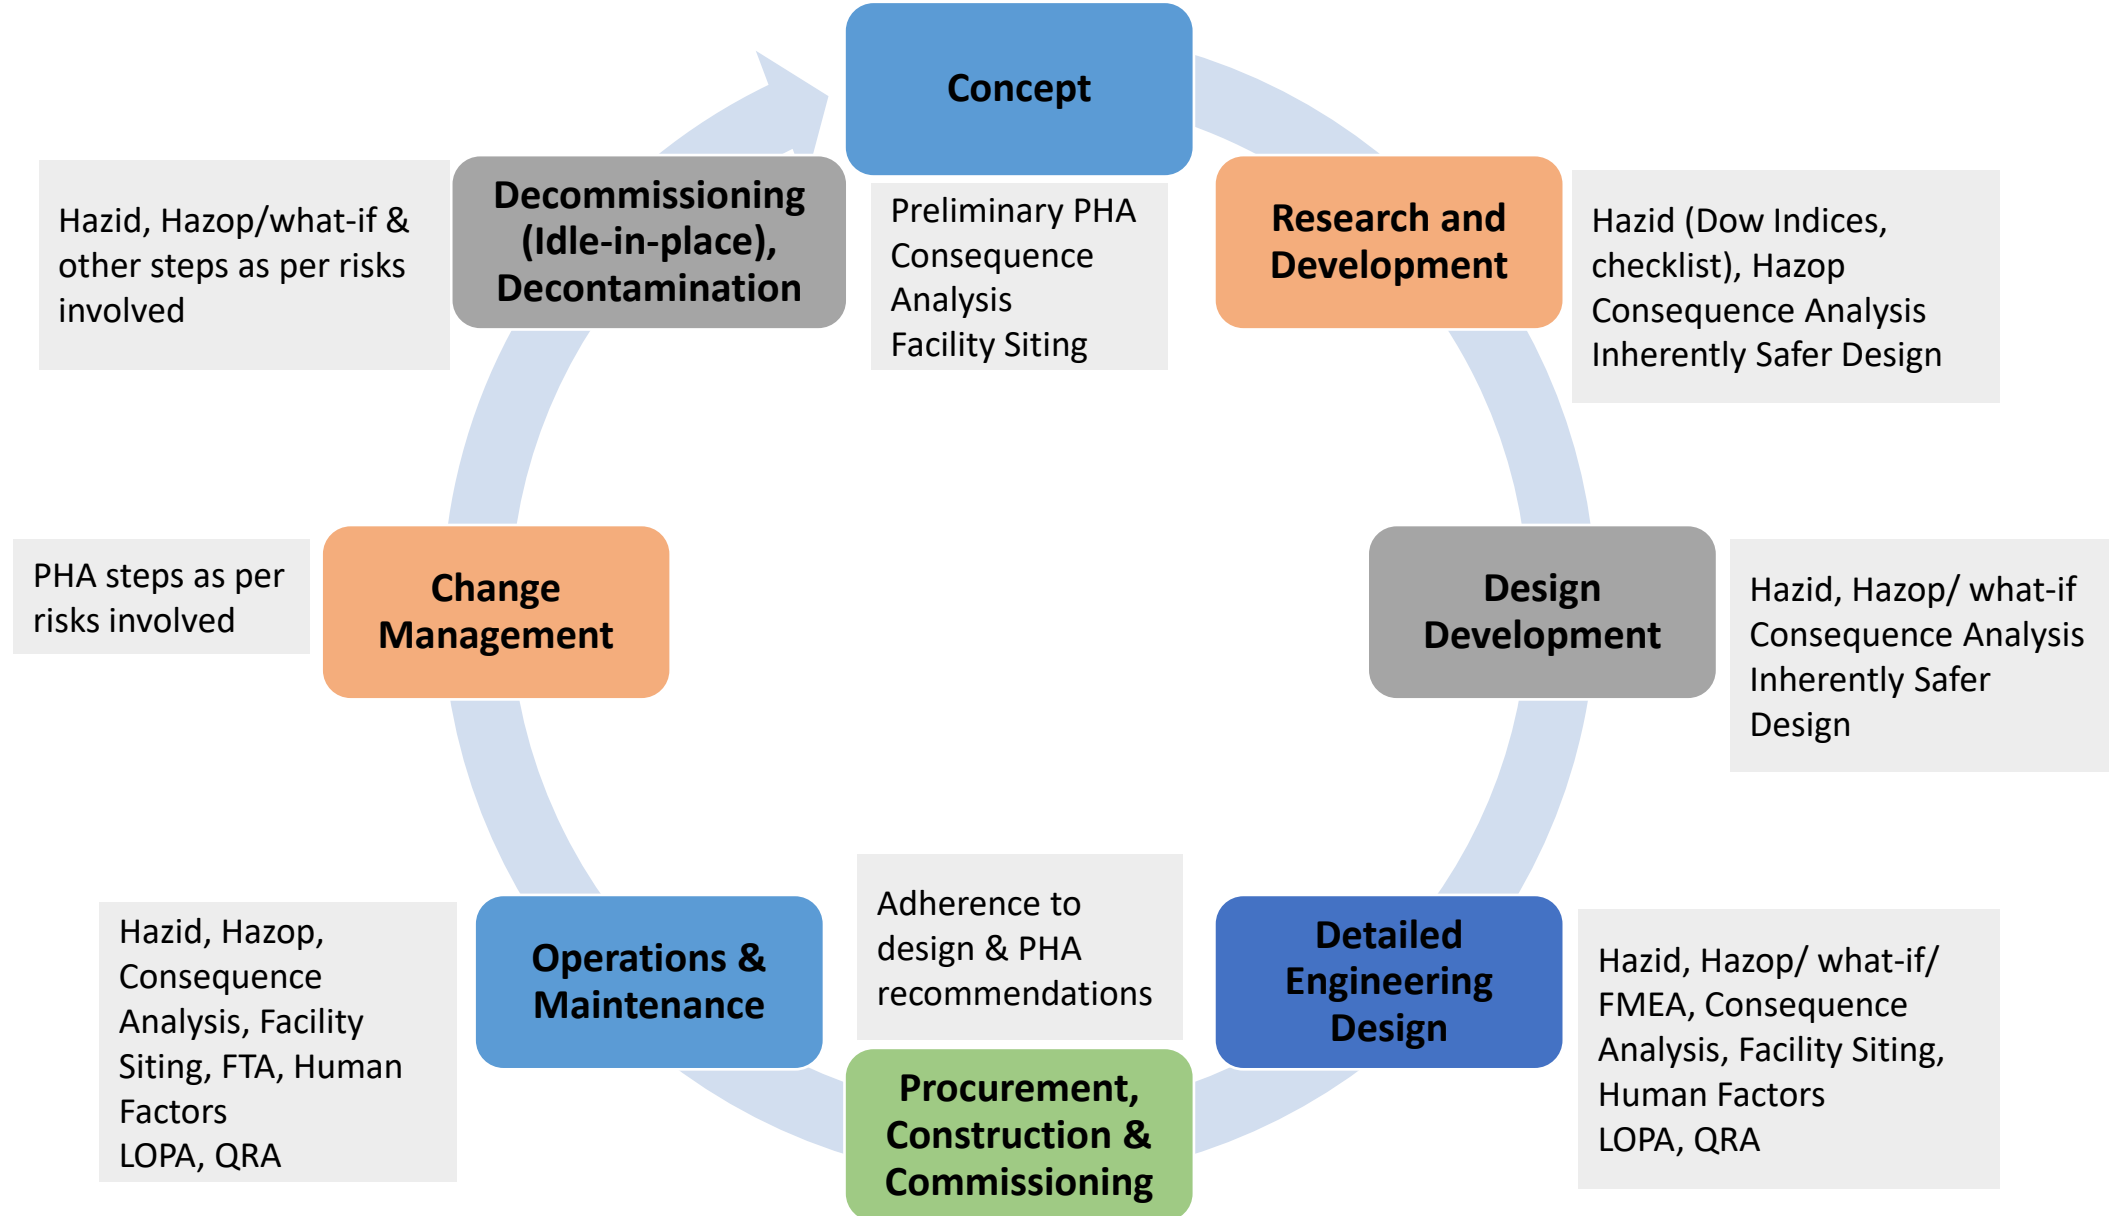 Concept
Preliminary PHA
Consequence
Analysis
Facility Siting
Research and
Development
Hazid (Dow Indices,
checklist), Hazop
Consequence Analysis
Inherently Safer Design
Design
Development
Hazid, Hazop/ what-if
Consequence Analysis
Inherently Safer
Design
Detailed
Engineering
Design
Hazid, Hazop/ what-if/
FMEA, Consequence
Analysis, Facility Siting,
Human Factors
LOPA, QRA
Adherence to
design & PHA
recommendations
Procurement,
Construction &
Commissioning
Operations &
Maintenance
Hazid, Hazop,
Consequence
Analysis, Facility
Siting, FTA, Human
Factors
LOPA, QRA
Change
Management
PHA steps as per
risks involved
Decommissioning
(Idle-in-place),
Decontamination
Hazid, Hazop/what-if &
other steps as per risks
involved